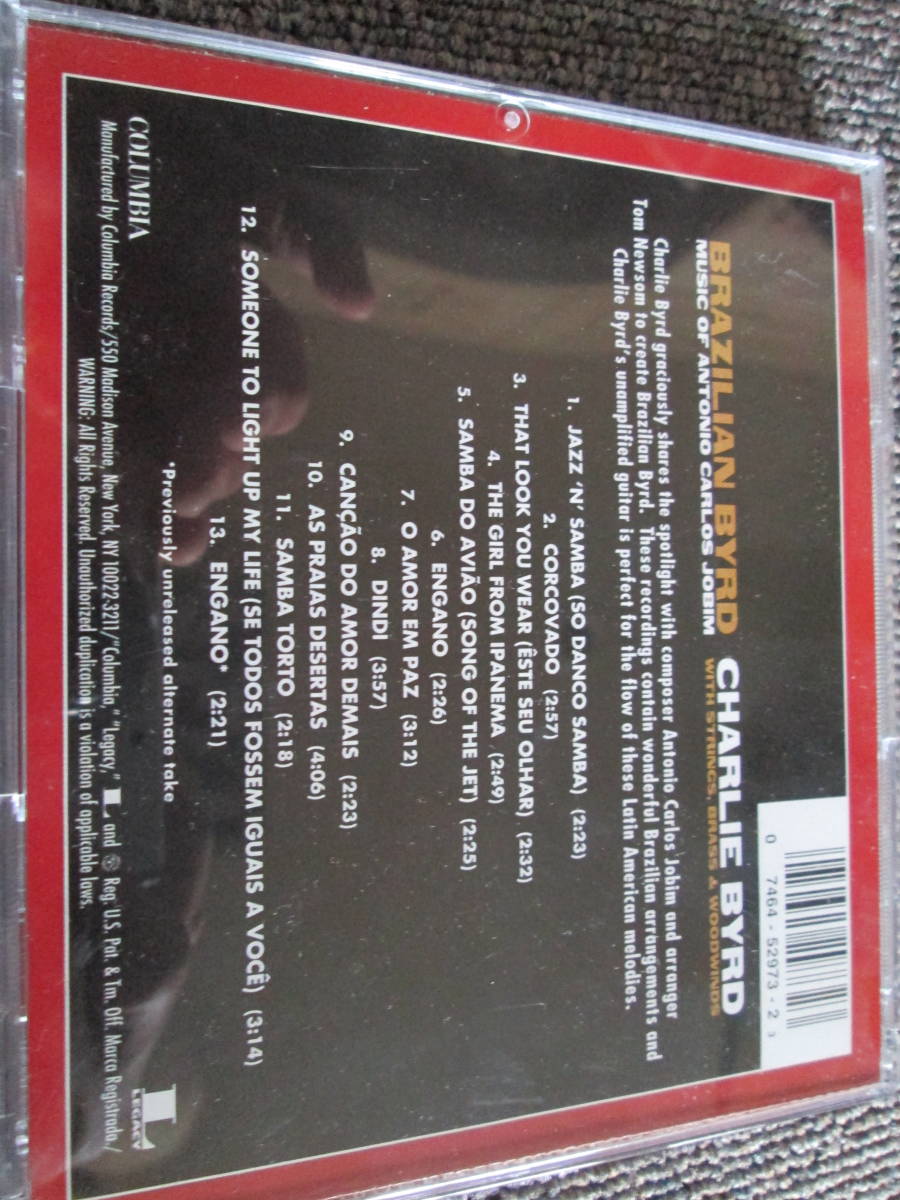 BRAZILIAN BYRD CHARLIE BYRD
MUSIC OF ANTONIO CARLOS JOBIM WITH STRINGS, BRASS & WOODWINDS
0 7464-52973-2 3
Charlie Byrd graciously shares the spotlight with composer Antonio Carlos Jobim and arranger
Tom Newsom to create Brazilian Byrd. These recordings contain wonderful Brazilian arrangements and
Charlie Byrd's unamplified guitar is perfect for the flow of these Latin American melodies.
1. JAZZ 'N' SAMBA (SO DANCO SAMBA) (2:23)
2. CORCOVADO (2:57)
3. THAT LOOK YOU WEAR (ÊSTE SEU OLHAR) (2:32)
4. THE GIRL FROM IPANEMA (2:49)
5. SAMBA DO AVIÃO (SONG OF THE JET) (2:25)
6. ENGANO (2:26)
7. O AMOR EM PAZ (3:12)
8. DINDI (3:57)
9. CANÇÃO DO AMOR DEMAIS (2:23)
10. AS PRAIAS DESERTAS (4:06)
11. SAMBA TORTO (2:18)
12. SOMEONE TO LIGHT UP MY LIFE (SE TODOS FOSSEM IGUAIS A VOCÊ) (3:14)
13. ENGANO* (2:21)
*Previously unreleased alternate take
COLUMBIA
L LEGACY
Manufactured by Columbia Records/550 Madison Avenue, New York, NY 10022-3211/"Columbia," "Legacy," L and ® Reg. U.S. Pat. & Tm. Off. Marca Registrada./
WARNING: All Rights Reserved. Unauthorized duplication is a violation of applicable laws.